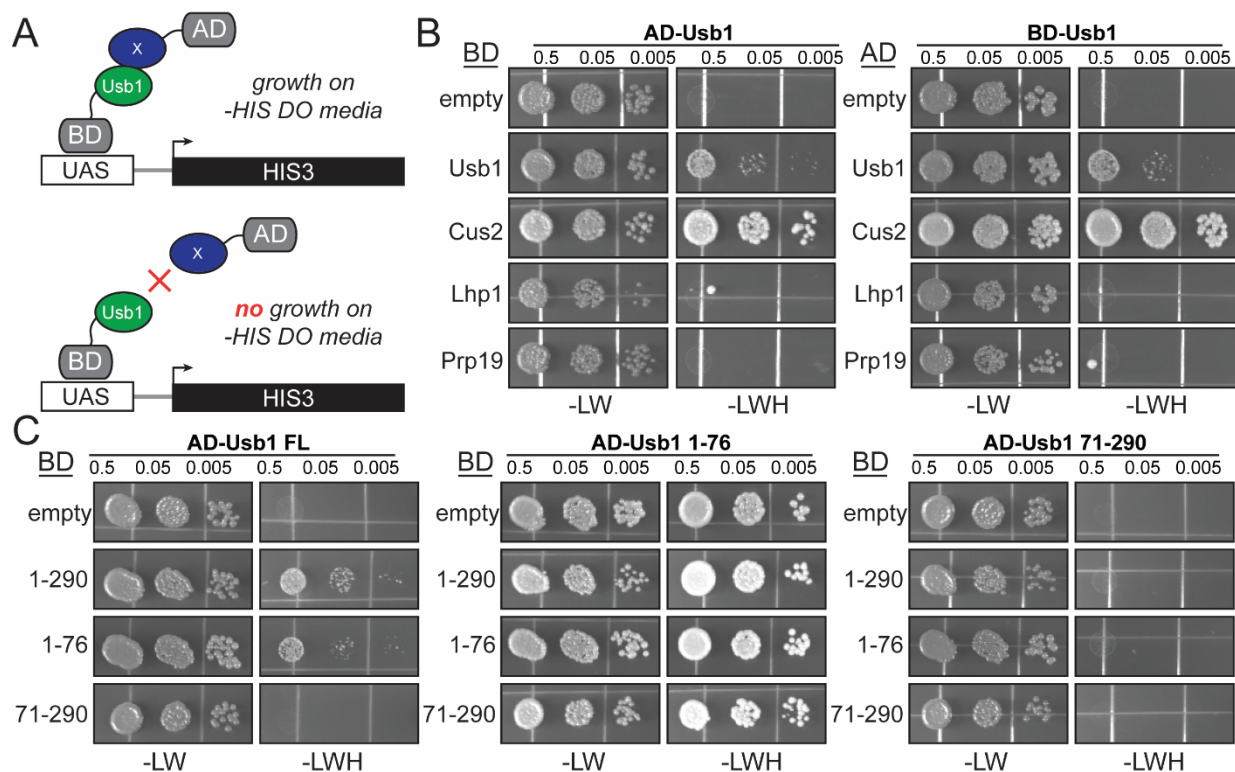 A
AD
X
Usb1
BD
UAS
HIS3
growth on
-HIS DO media
X
AD
Usb1
BD
UAS
HIS3
no growth on
-HIS DO media
B
AD-Usb1
BD 0.5 0.05 0.005 0.5 0.05 0.005
empty
Usb1
Cus2
Lhp1
Prp19
-LW -LWH
BD-Usb1
AD 0.5 0.05 0.005 0.5 0.05 0.005
empty
Usb1
Cus2
Lhp1
Prp19
-LW -LWH
C
AD-Usb1 FL
BD 0.5 0.05 0.005 0.5 0.05 0.005
empty
1-290
1-76
71-290
-LW -LWH
AD-Usb1 1-76
BD 0.5 0.05 0.005 0.5 0.05 0.005
empty
1-290
1-76
71-290
-LW -LWH
AD-Usb1 71-290
BD 0.5 0.05 0.005 0.5 0.05 0.005
empty
1-290
1-76
71-290
-LW -LWH